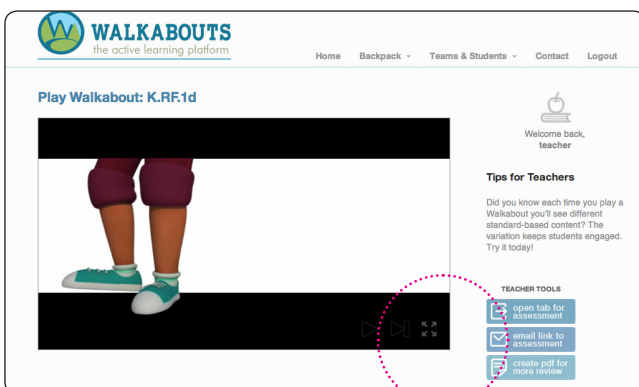 WALKABOUTS
the active learning platform
Home Backpack Teams & Students Contact Logout
Play Walkabout: K.RF.1d
Welcome back,
teacher
Tips for Teachers
Did you know each time you play a
Walkabout you'll see different
standard-based content? The
variation keeps students engaged.
Try it today!
TEACHER TOOLS
open tab for
assessment
email link to
assessment
create pdf for
more review